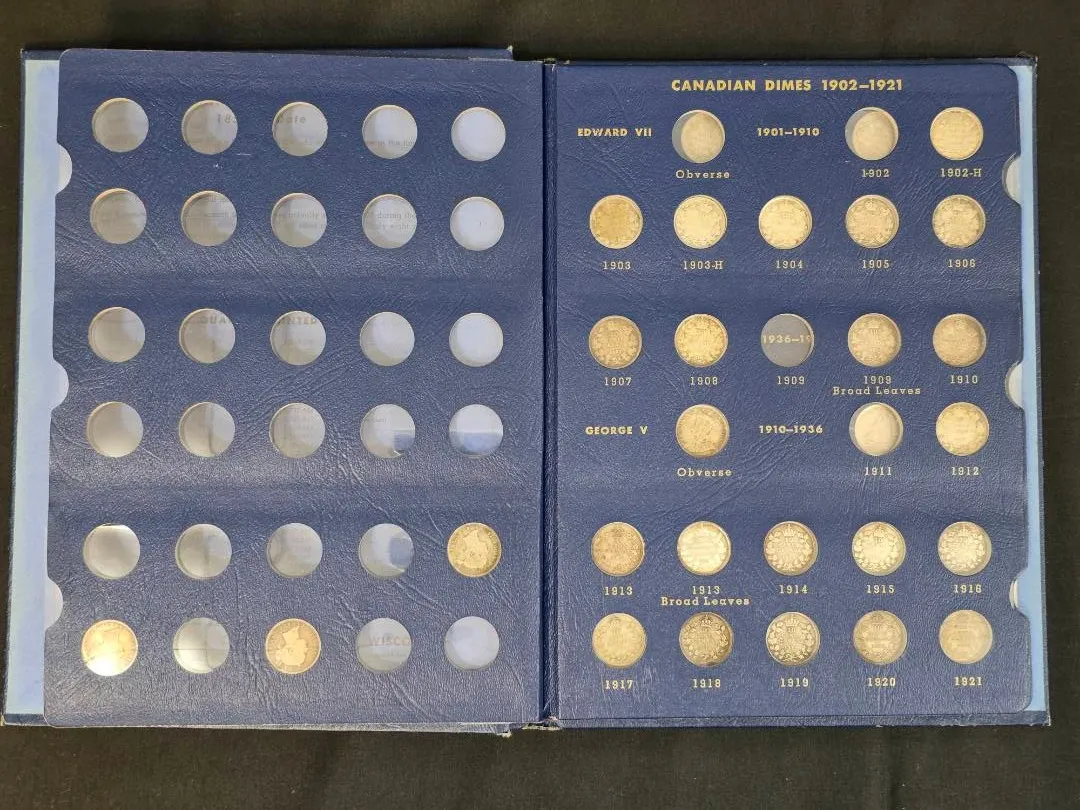 CANADIAN DIMES 1902–1921
EDWARD VII 1901–1910
Obverse 1902 1902-H
1903 1903-H 1904 1905 1906
1907 1908 1909 1909 1910
Broad Leaves
GEORGE V 1910–1936
Obverse 1911 1912
1913 1913 1914 1915 1916
Broad Leaves
1917 1918 1919 1920 1921